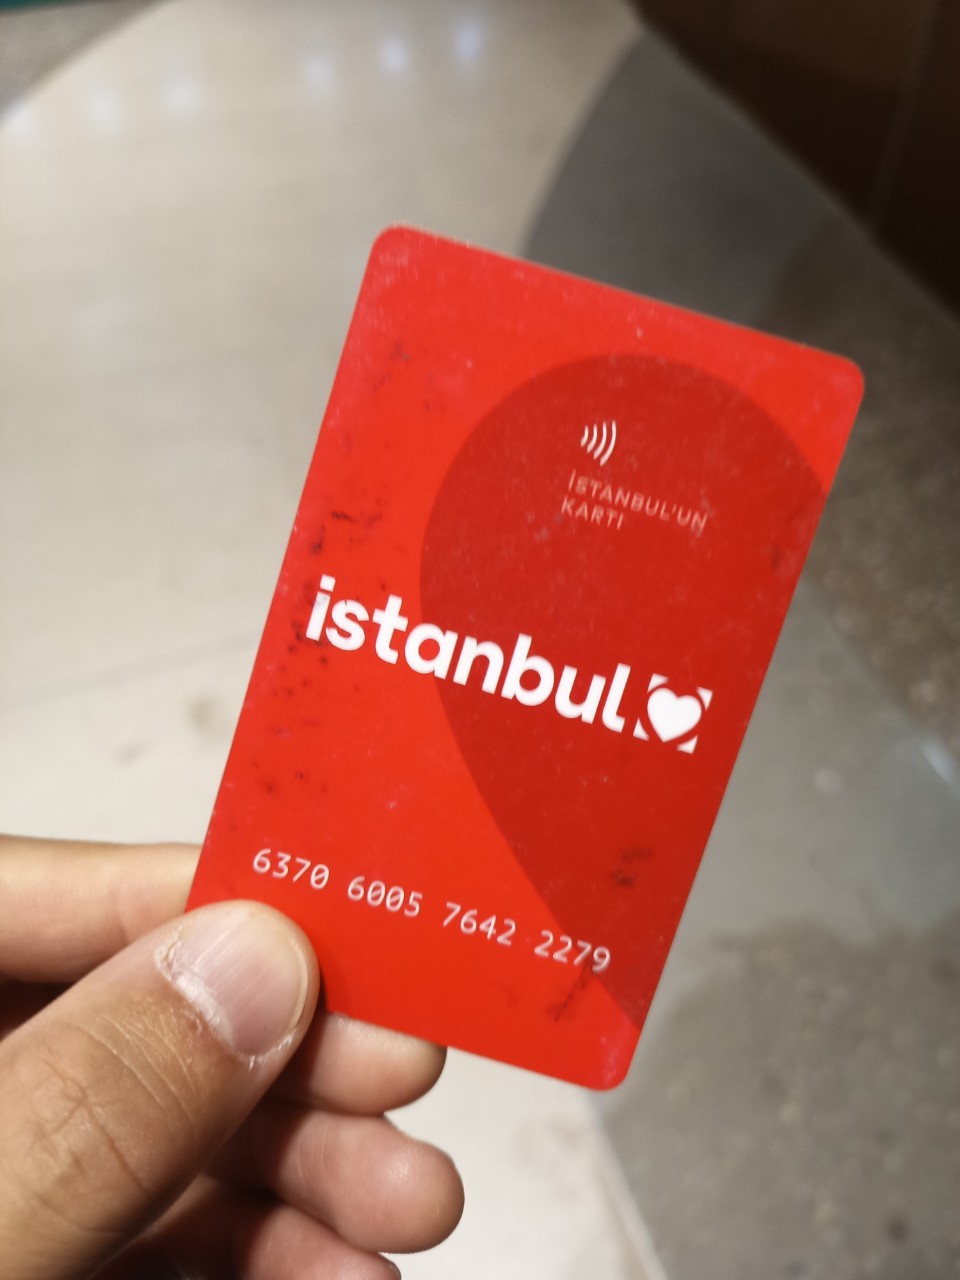 İSTANBUL'UN
KARTI
istanbul
6370 6005 7642 2279